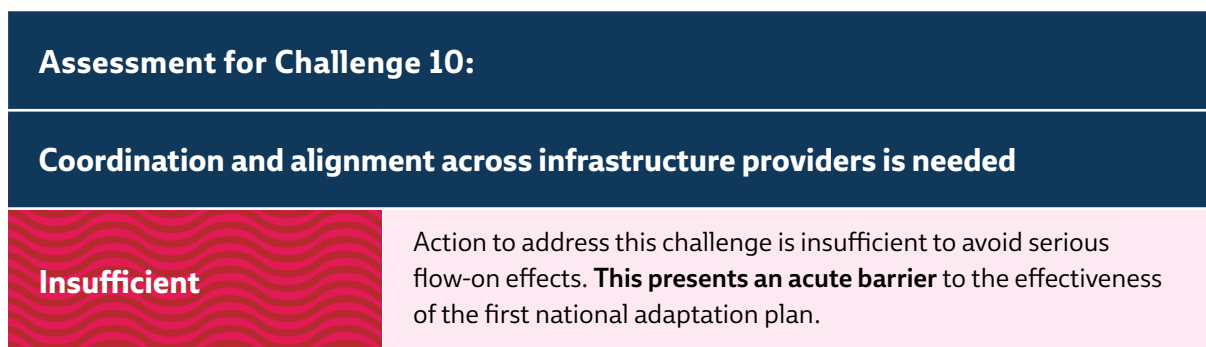 Assessment for Challenge 10:
Coordination and alignment across infrastructure providers is needed
Insufficient
Action to address this challenge is insufficient to avoid serious
flow-on effects. This presents an acute barrier to the effectiveness
of the first national adaptation plan.